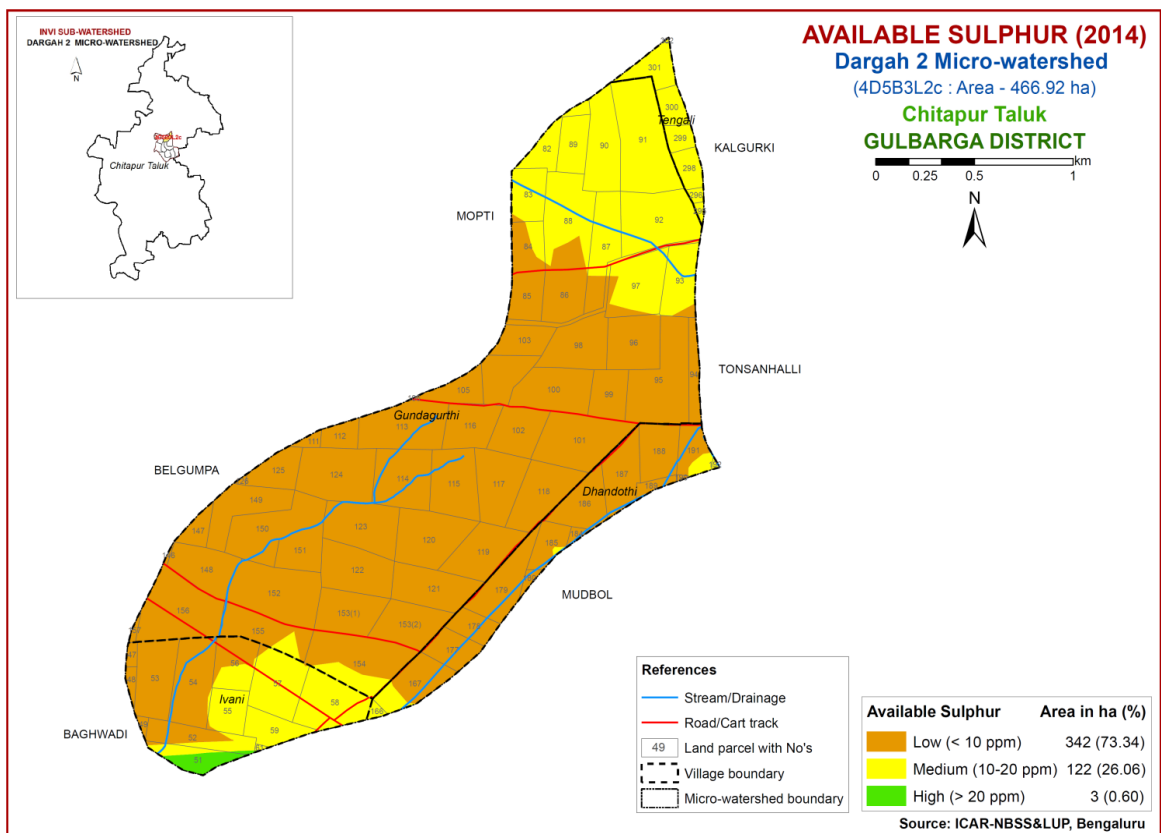 INVI SUB-WATERSHED
DARGAH 2 MICRO-WATERSHED
N
Chitapur Taluk
AVAILABLE SULPHUR (2014)
Dargah 2 Micro-watershed
(4D5B3L2c : Area - 466.92 ha)
Chitapur Taluk
GULBARGA DISTRICT
km
0 0.25 0.5 1
N
301
300
Tengali
KALGURKI
82 89 90 91 299
298
83
MOPTI
88 92
84 87
97 93
85 86
103 98 96
TONSANHALLI
95 94
105 100 99
Gundagurthi
111 112 113 116 102 101
188 191
BELGUMPA
125 124 114 115 117 118 187
Dhandothi
149 186
147 150 123
151 120 119 185
148 122
152 121 179
MUDBOL
156 153(1) 153(2) 178
155 177
47 56 154
48 53 54 57 167
Ivani
55 58 168
59
BAGHWADI
52
51
References
Stream/Drainage
Road/Cart track
49 Land parcel with No's
Village boundary
Micro-watershed boundary
Available Sulphur Area in ha (%)
Low (< 10 ppm) 342 (73.34)
Medium (10-20 ppm) 122 (26.06)
High (> 20 ppm) 3 (0.60)
Source: ICAR-NBSS&LUP, Bengaluru